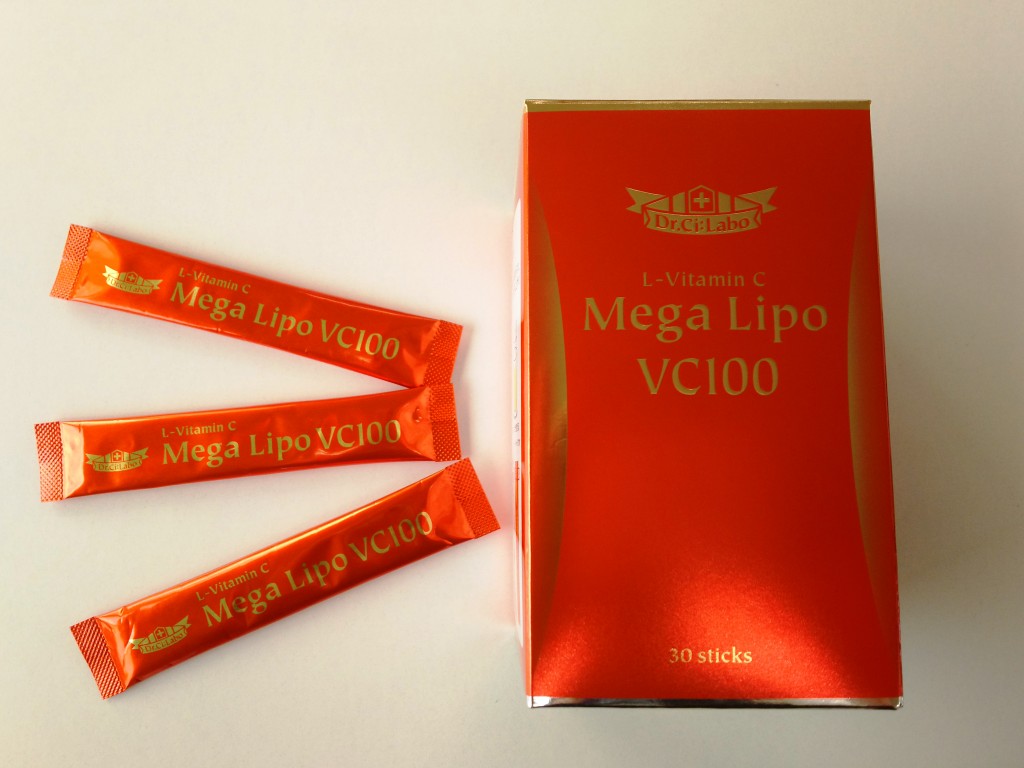 L-Vitamin C
Mega Lipo VC100
Dr.Ci:Labo
L-Vitamin C
Mega Lipo VC100
Dr.Ci:Labo
L-Vitamin C
Mega Lipo VC100
Dr.Ci:Labo
Dr.Ci:Labo
L-Vitamin C
Mega Lipo
VC100
30 sticks